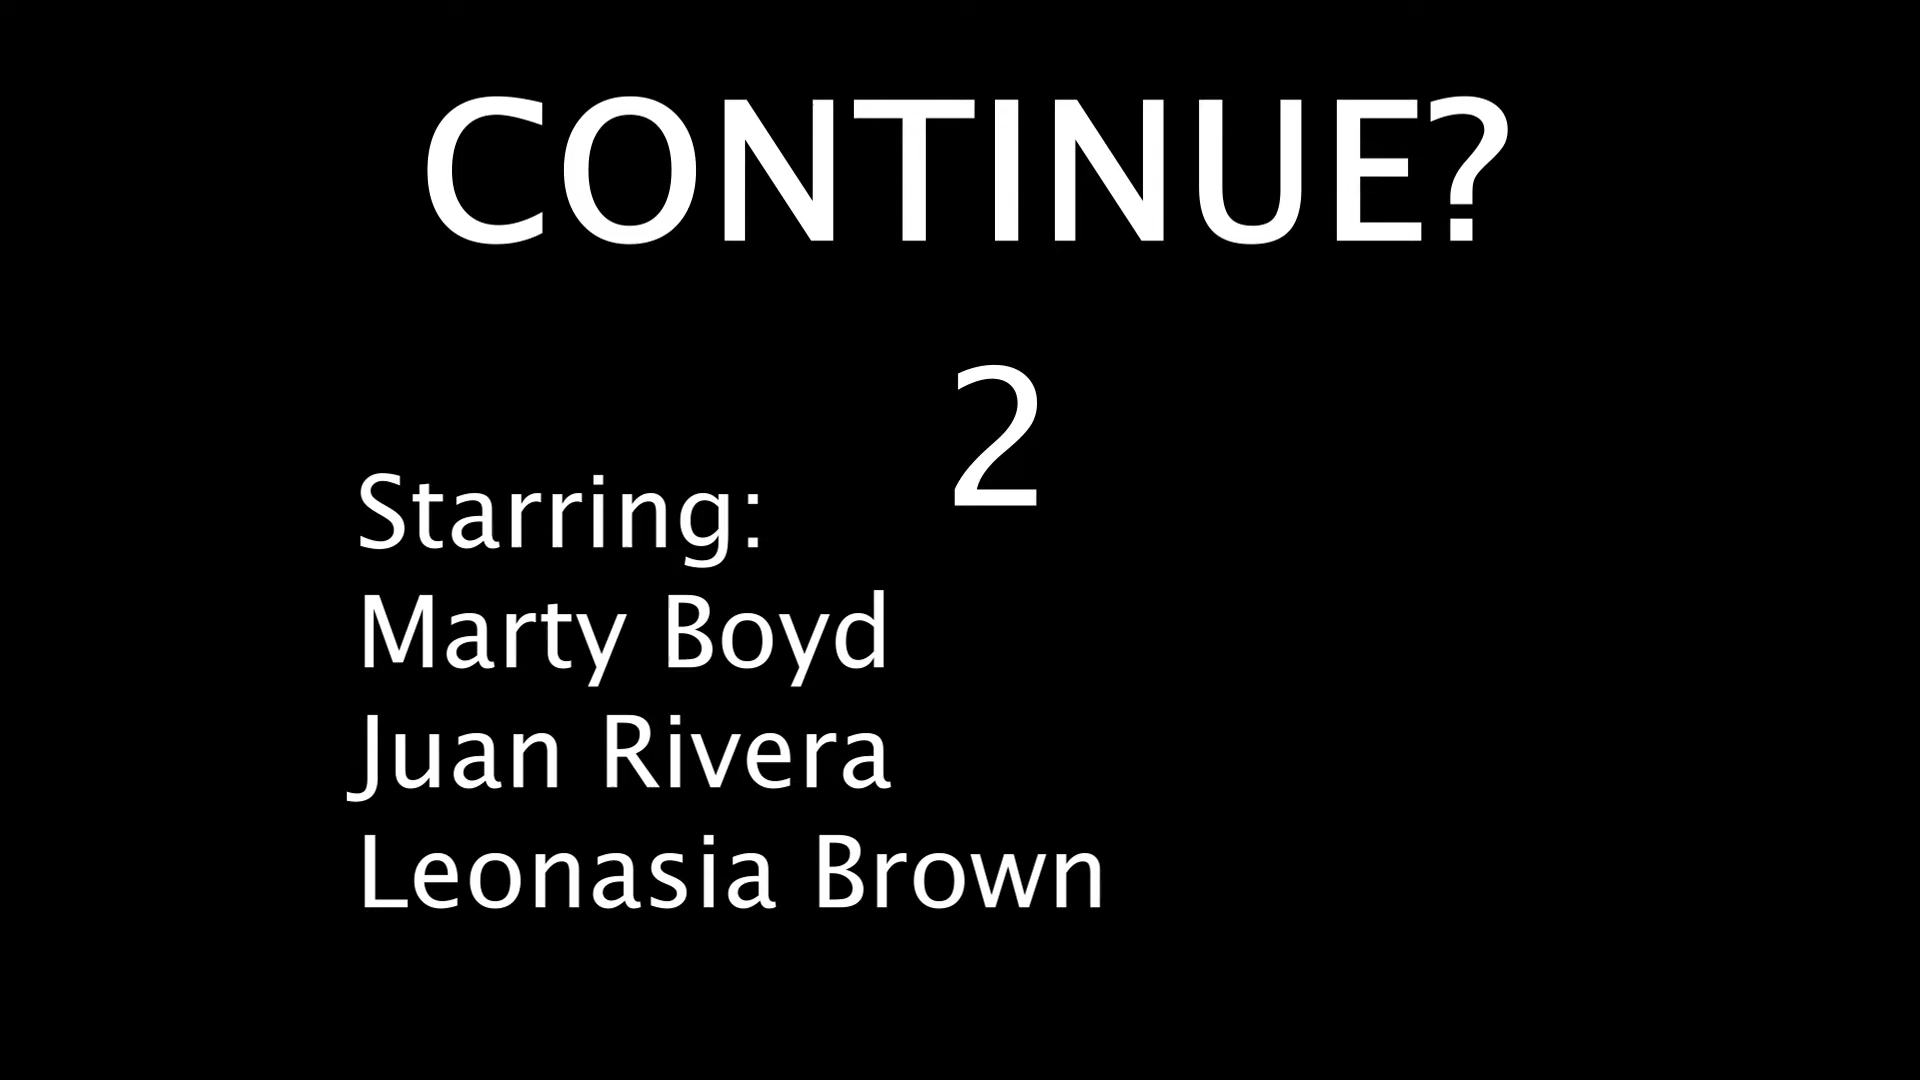 CONTINUE?
2
Starring:
Marty Boyd
Juan Rivera
Leonasia Brown